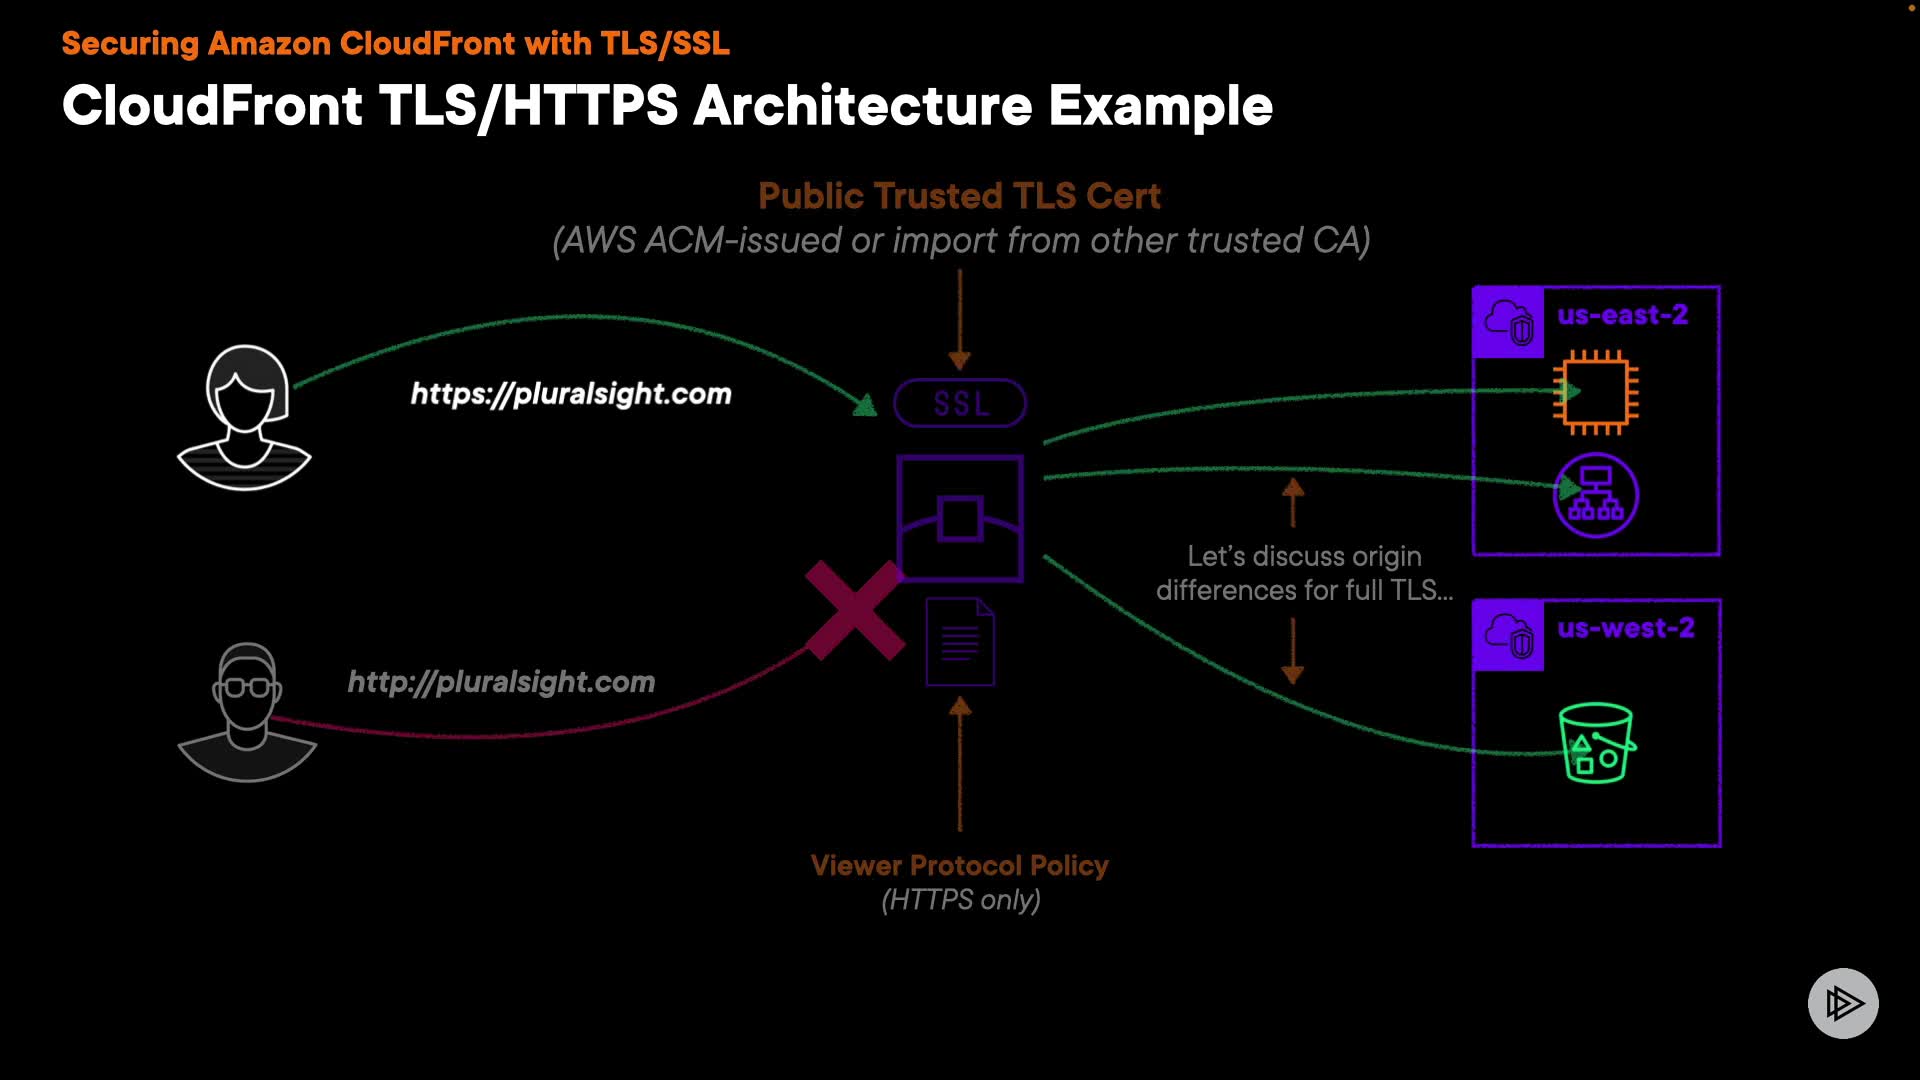 Securing Amazon CloudFront with TLS/SSL
CloudFront TLS/HTTPS Architecture Example
Public Trusted TLS Cert
(AWS ACM-issued or import from other trusted CA)
us-east-2
https://pluralsight.com
SSL
Let's discuss origin
differences for full TLS...
us-west-2
http://pluralsight.com
Viewer Protocol Policy
(HTTPS only)